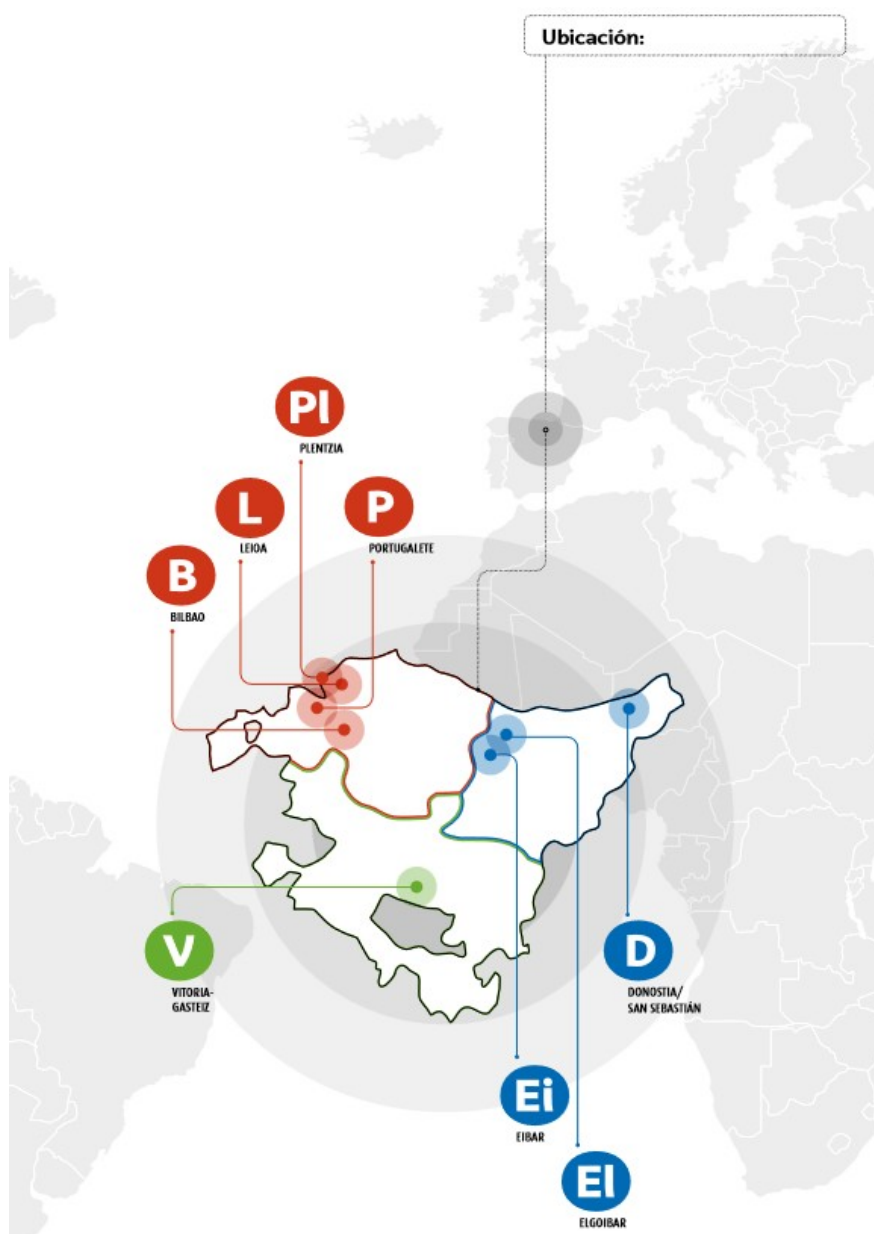 Ubicación:
Pl
PLENTZIA
L
LEIOA
P
PORTUGALETE
B
BILBAO
V
VITORIA-
GASTEIZ
D
DONOSTIA/
SAN SEBASTIÁN
Ei
EIBAR
El
ELGOIBAR